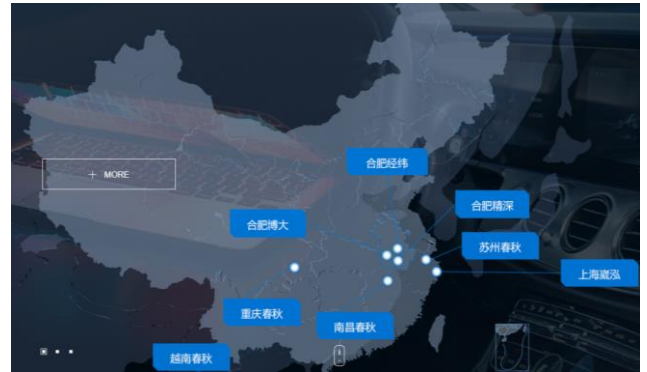 合肥经纬
+ MORE
合肥精深
合肥博大
苏州春秋
上海崴泓
重庆春秋
南昌春秋
越南春秋